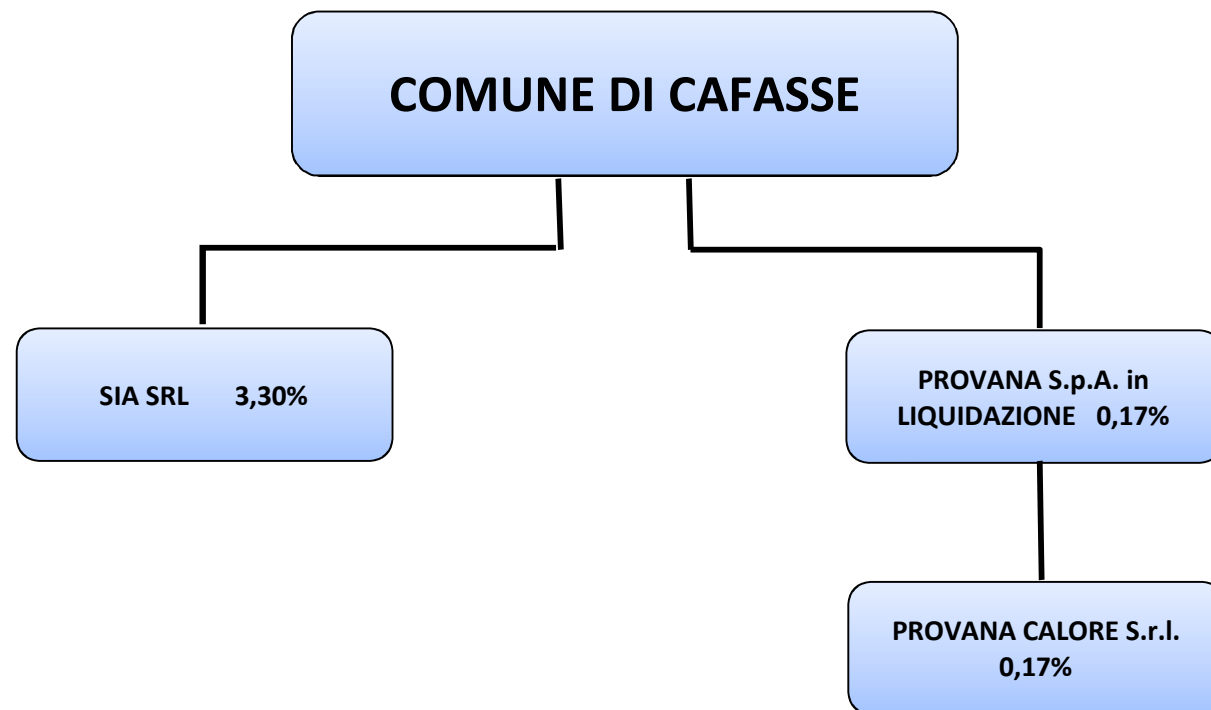 COMUNE DI CAFASSE
SIA SRL 3,30%
PROVANA S.p.A. in
LIQUIDAZIONE 0,17%
PROVANA CALORE S.r.l.
0,17%